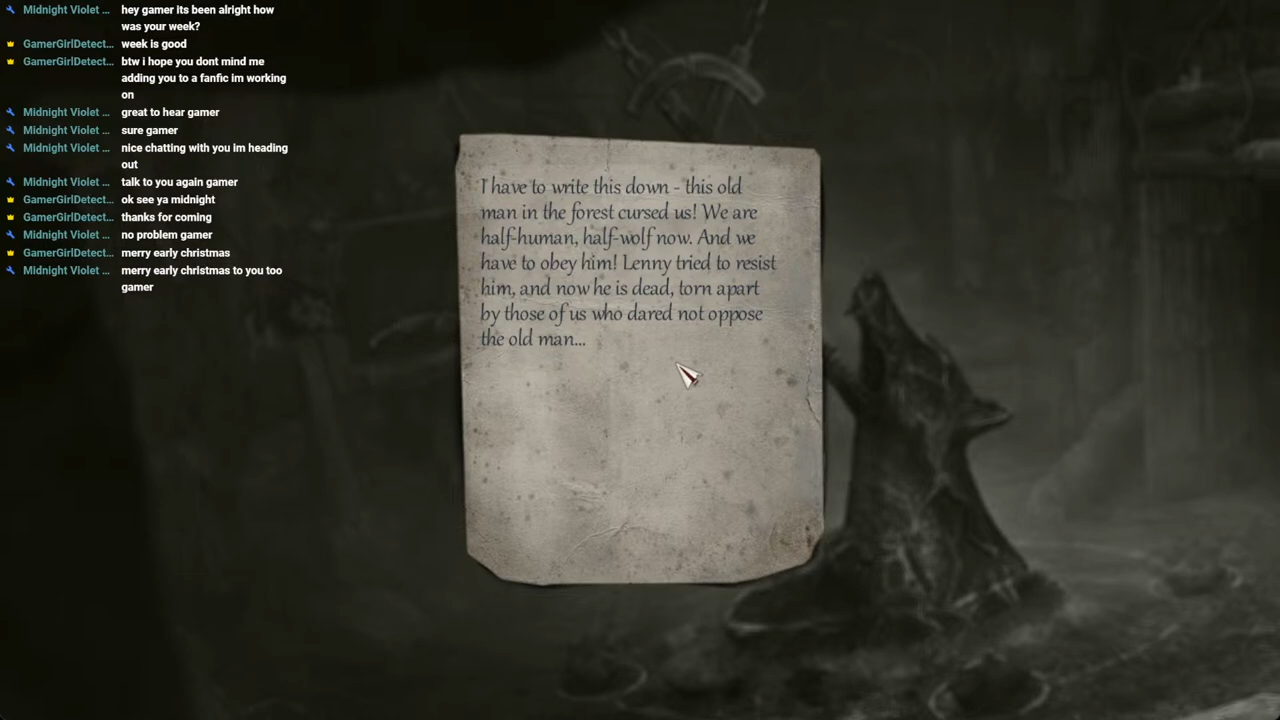 Midnight Violet ... hey gamer its been alright how
was your week?
GamerGirlDetect... week is good
GamerGirlDetect... btw i hope you dont mind me
adding you to a fanfic im working
on
Midnight Violet ... great to hear gamer
Midnight Violet ... sure gamer
Midnight Violet ... nice chatting with you im heading
out
Midnight Violet ... talk to you again gamer
GamerGirlDetect... ok see ya midnight
GamerGirlDetect... thanks for coming
Midnight Violet ... no problem gamer
GamerGirlDetect... merry early christmas
Midnight Violet ... merry early christmas to you too
gamer
I have to write this down - this old
man in the forest cursed us! We are
half-human, half-wolf now. And we
have to obey him! Lenny tried to resist
him, and now he is dead, torn apart
by those of us who dared not oppose
the old man...